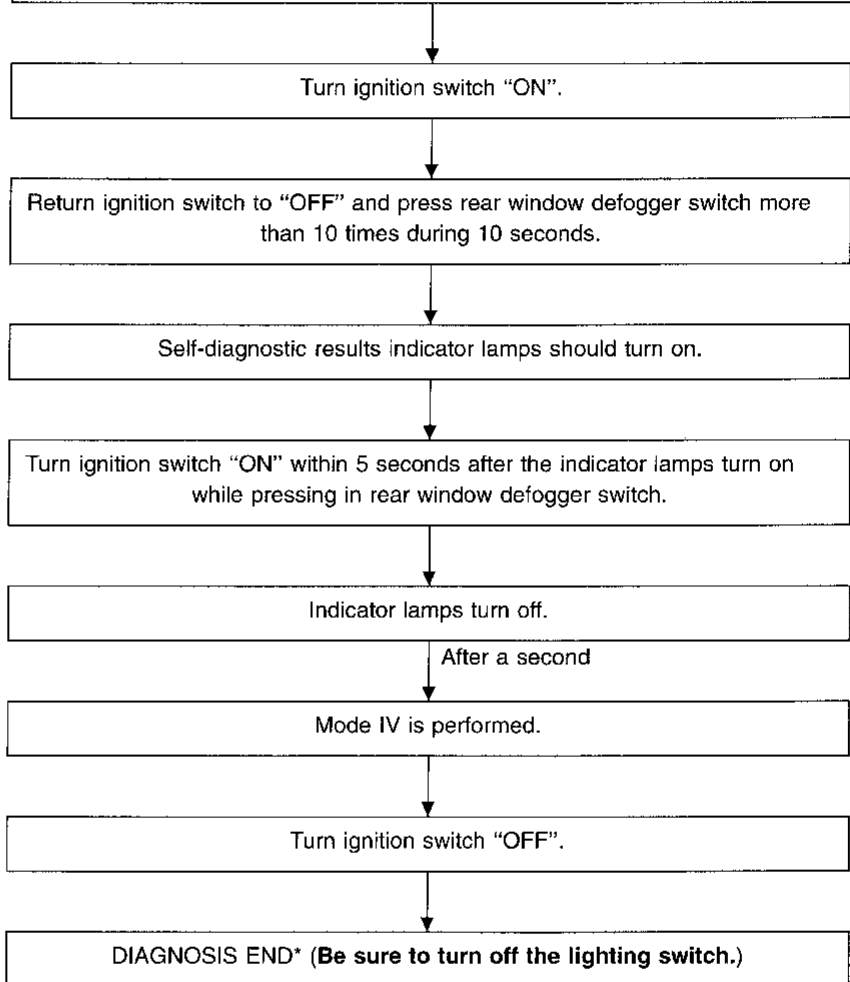 Turn ignition switch “ON”.
Return ignition switch to “OFF” and press rear window defogger switch more
than 10 times during 10 seconds.
Self-diagnostic results indicator lamps should turn on.
Turn ignition switch “ON” within 5 seconds after the indicator lamps turn on
while pressing in rear window defogger switch.
Indicator lamps turn off.
After a second
Mode IV is performed.
Turn ignition switch “OFF”.
DIAGNOSIS END* (Be sure to turn off the lighting switch.)